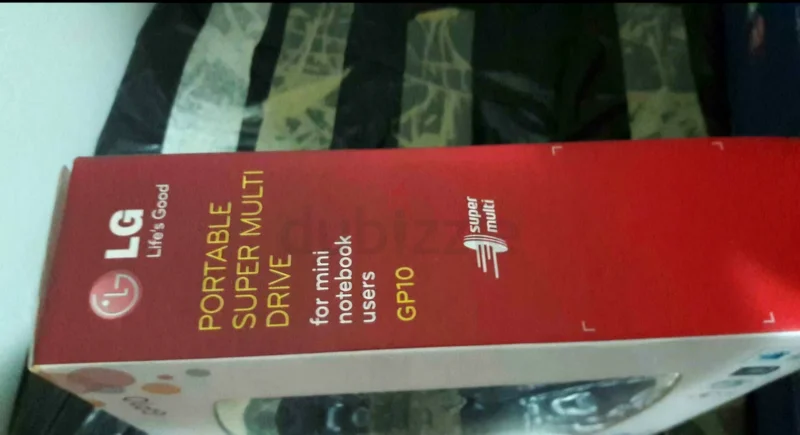 LG
Life's Good
PORTABLE
SUPER MULTI
DRIVE
for mini
notebook
users
GP10
super
multi
dubizzle